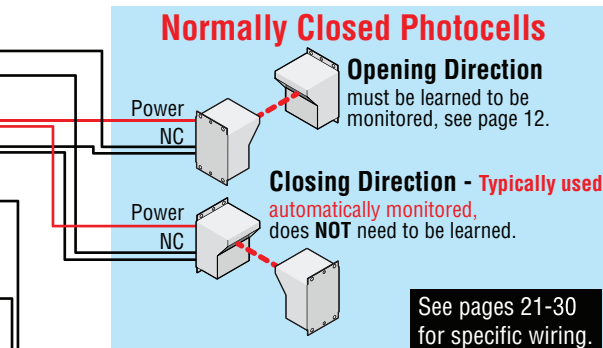 Normally Closed Photocells
Opening Direction
must be learned to be
monitored, see page 12.
Power
NC
Closing Direction - Typically used
automatically monitored,
does NOT need to be learned.
Power
NC
See pages 21-30
for specific wiring.